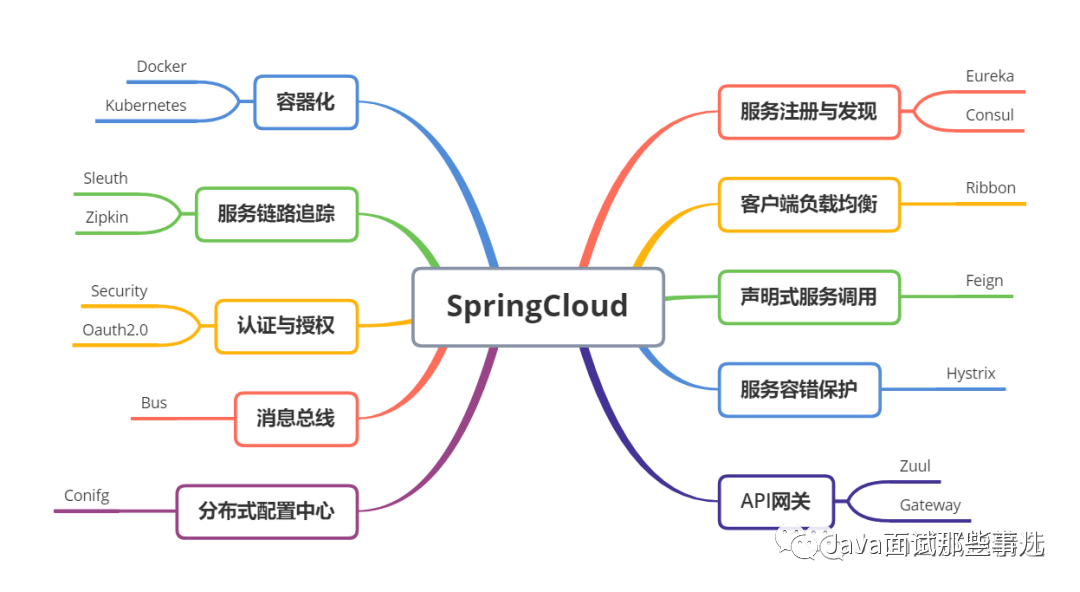 SpringCloud
容器化
Docker
Kubernetes
服务链路追踪
Sleuth
Zipkin
认证与授权
Security
Oauth2.0
消息总线
Bus
分布式配置中心
Conifg
服务注册与发现
Eureka
Consul
客户端负载均衡
Ribbon
声明式服务调用
Feign
服务容错保护
Hystrix
API网关
Zuul
Gateway
Java面试那些事儿